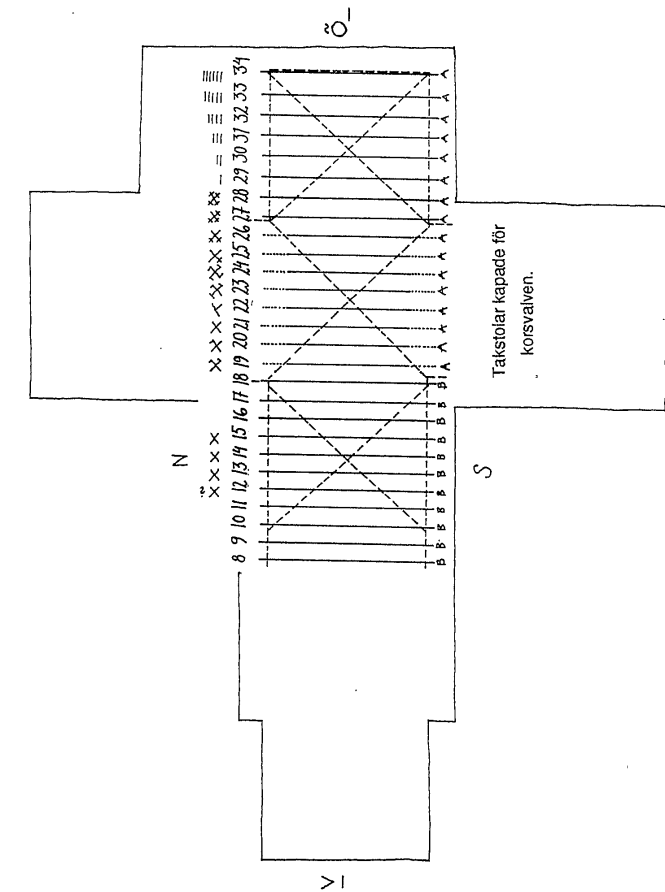 Ö
N
8 9 10 11 12 13 14 15 16 17 18 19 20 21 22 23 24 25 26 27 28 29 30 31 32 33 34
B B B B B B B B B B B A A A A A A A A A A A A A A A A
Takstolar kapade för
korsvalven.
S
V